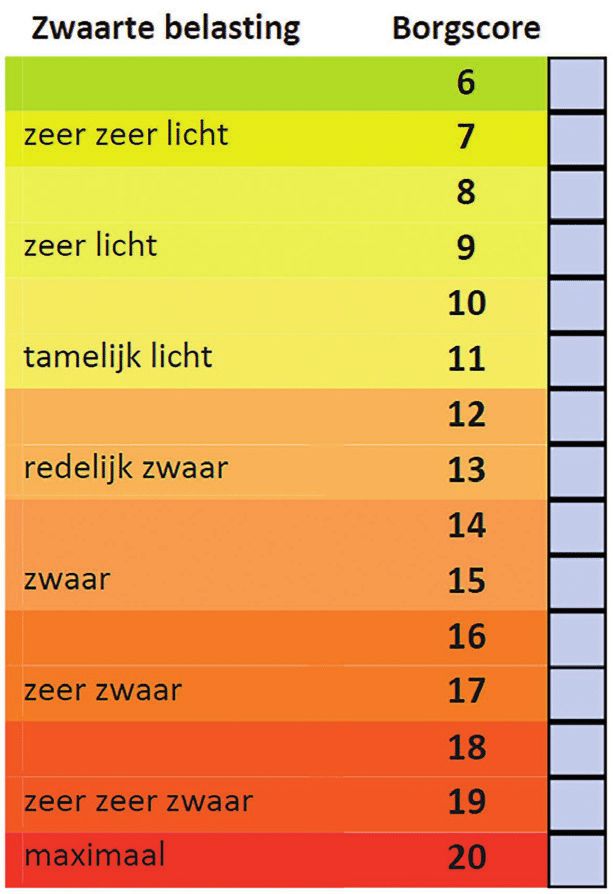 Zwaarte belasting Borgscore
6
zeer zeer licht 7
8
zeer licht 9
10
tamelijk licht 11
12
redelijk zwaar 13
14
zwaar 15
16
zeer zwaar 17
18
zeer zeer zwaar 19
maximaal 20